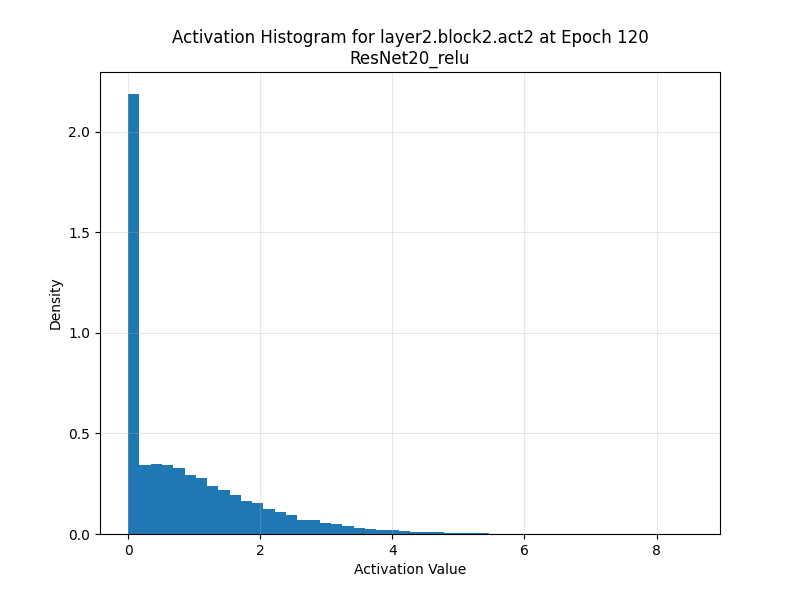 Activation Histogram for layer2.block2.act2 at Epoch 120
ResNet20_relu
2.0
1.5
1.0
0.5
0.0
Density
0 2 4 6 8
Activation Value